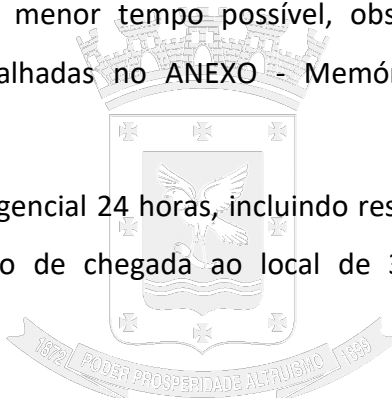 menor tempo possível, obs
alhadas no ANEXO - Memór
gencial 24 horas, incluindo res
o de chegada ao local de 3
1872 PODER PROSPERIDADE ALTRUISMO 1899